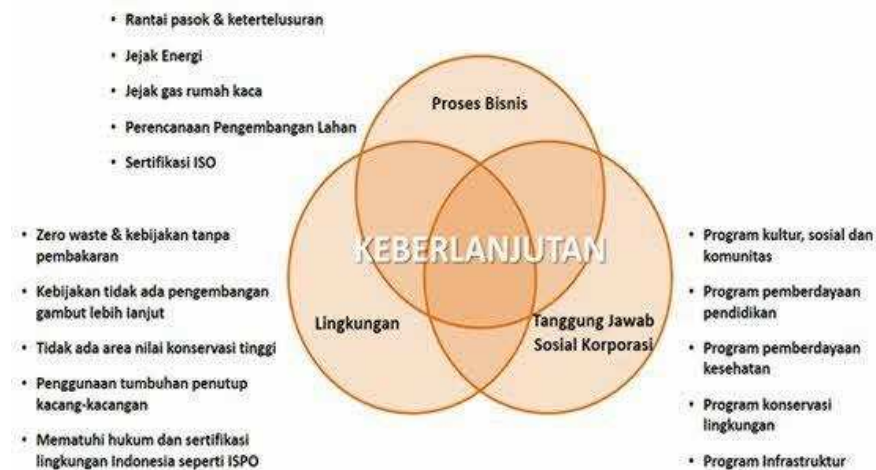 • Rantai pasok & ketertelusuran
• Jejak Energi
• Jejak gas rumah kaca
• Perencanaan Pengembangan Lahan
• Sertifikasi ISO
Proses Bisnis
KEBERLANJUTAN
Lingkungan
Tanggung Jawab
Sosial Korporasi
• Zero waste & kebijakan tanpa
pembakaran
• Kebijakan tidak ada pengembangan
gambut lebih lanjut
• Tidak ada area nilai konservasi tinggi
• Penggunaan tumbuhan penutup
kacang-kacangan
• Mematuhi hukum dan sertifikasi
lingkungan Indonesia seperti ISPO
• Program kultur, sosial dan
komunitas
• Program pemberdayaan
pendidikan
• Program pemberdayaan
kesehatan
• Program konservasi
lingkungan
• Program Infrastruktur